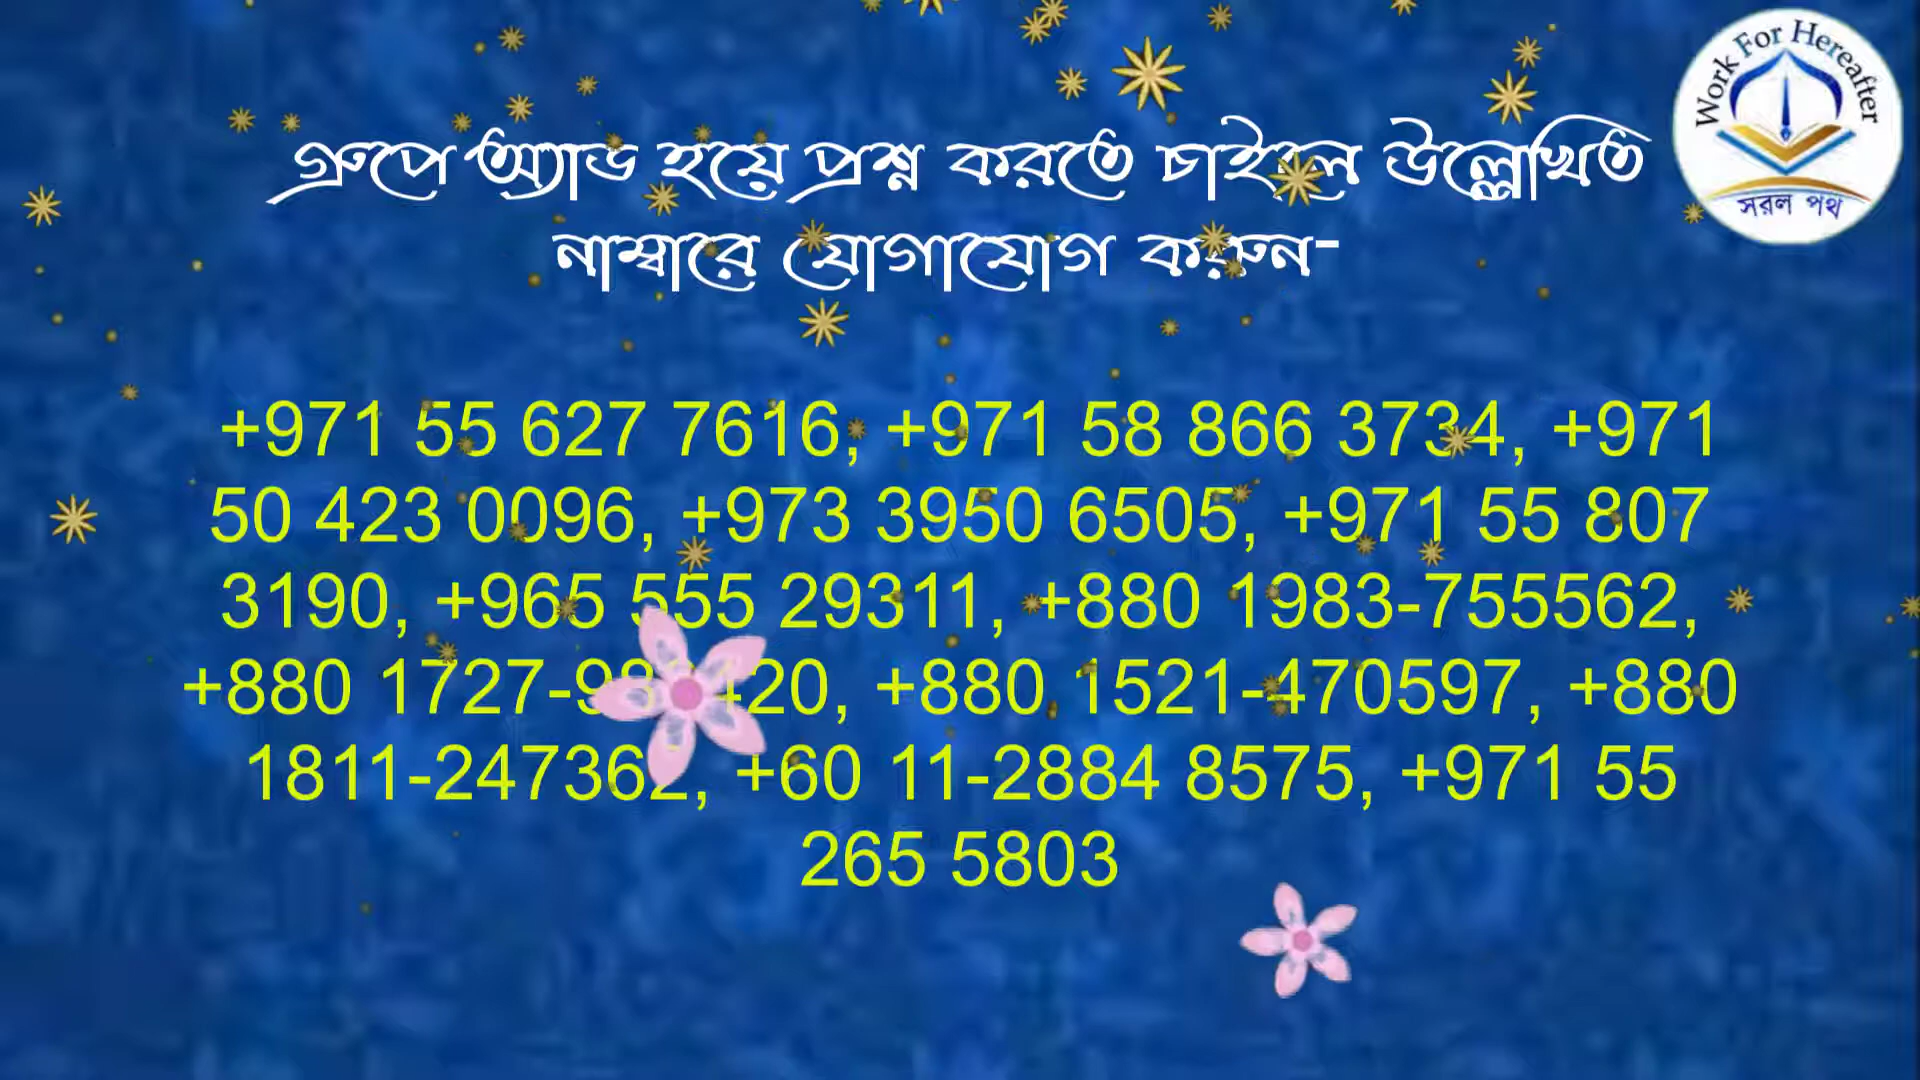 Work For Hereafter
সরল পথ
গ্রুপে অ্যাড হয়ে প্রশ্ন করতে চাইলে উল্লেখিত
নাম্বারে যোগাযোগ করুন-
+971 55 627 7616, +971 58 866 3734, +971
50 423 0096, +973 3950 6505, +971 55 807
3190, +965 555 29311, +880 1983-755562,
+880 1521-470597, +880
1811-247362, +60 11-2884 8575, +971 55
265 5803